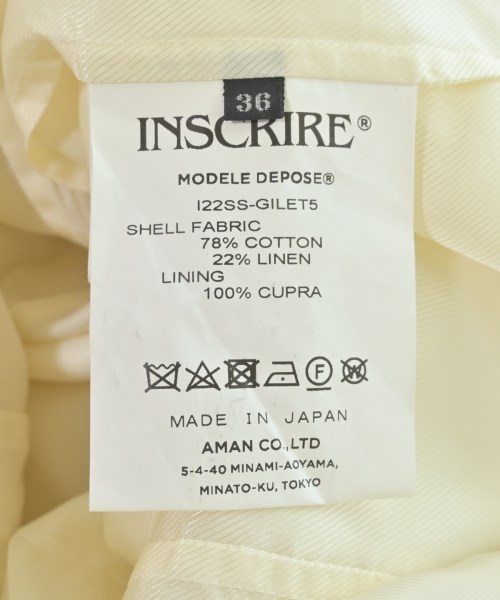 36
INSCRIRE®
MODELE DEPOSE®
I22SS-GILET5
SHELL FABRIC
78% COTTON
22% LINEN
LINING
100% CUPRA
F W
MADE IN JAPAN
AMAN CO.,LTD
5-4-40 MINAMI-AOYAMA,
MINATO-KU, TOKYO